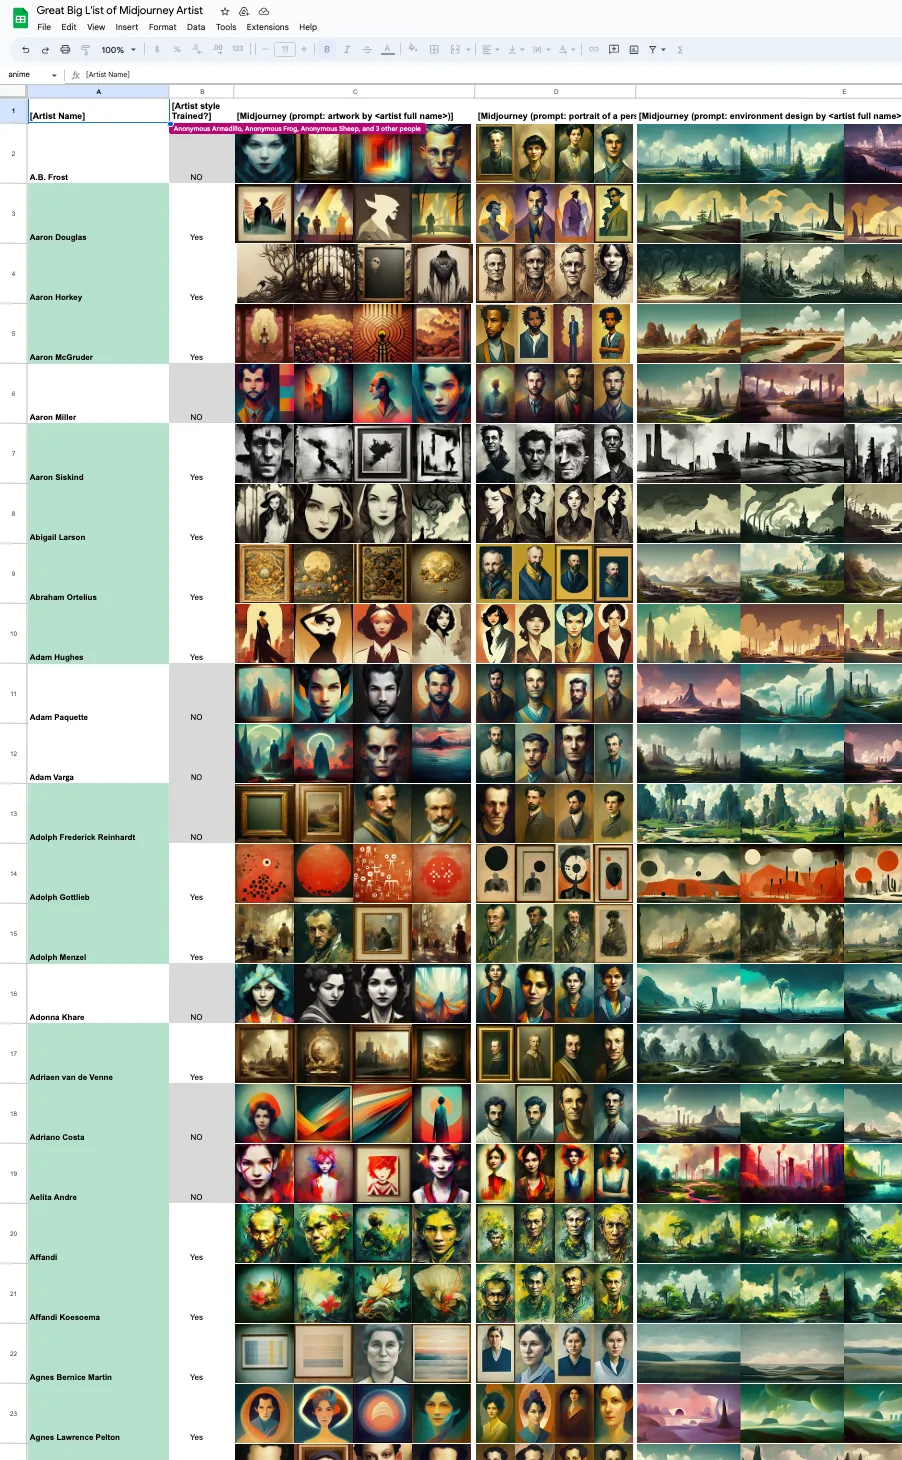 Great Big L'ist of Midjourney Artist
File Edit View Insert Format Data Tools Extensions Help
100% $ % .0 .00 123 11 B I S A
anime fx [Artist Name]
A B C D E
1 [Artist Name] [Artist style Trained?] [Midjourney (prompt: artwork by <artist full name>)] [Midjourney (prompt: portrait of a pers [Midjourney (prompt: environment design by <artist full name>
Anonymous Armadillo, Anonymous Frog, Anonymous Sheep, and 3 other people
2 A.B. Frost NO
3 Aaron Douglas Yes
4 Aaron Horkey Yes
5 Aaron McGruder Yes
6 Aaron Miller NO
7 Aaron Siskind Yes
8 Abigail Larson Yes
9 Abraham Ortelius Yes
10 Adam Hughes Yes
11 Adam Paquette NO
12 Adam Varga NO
13 Adolph Frederick Reinhardt NO
14 Adolph Gottlieb Yes
15 Adolph Menzel Yes
16 Adonna Khare NO
17 Adriaen van de Venne Yes
18 Adriano Costa NO
19 Aelita Andre NO
20 Affandi Yes
21 Affandi Koesoema Yes
22 Agnes Bernice Martin Yes
23 Agnes Lawrence Pelton Yes